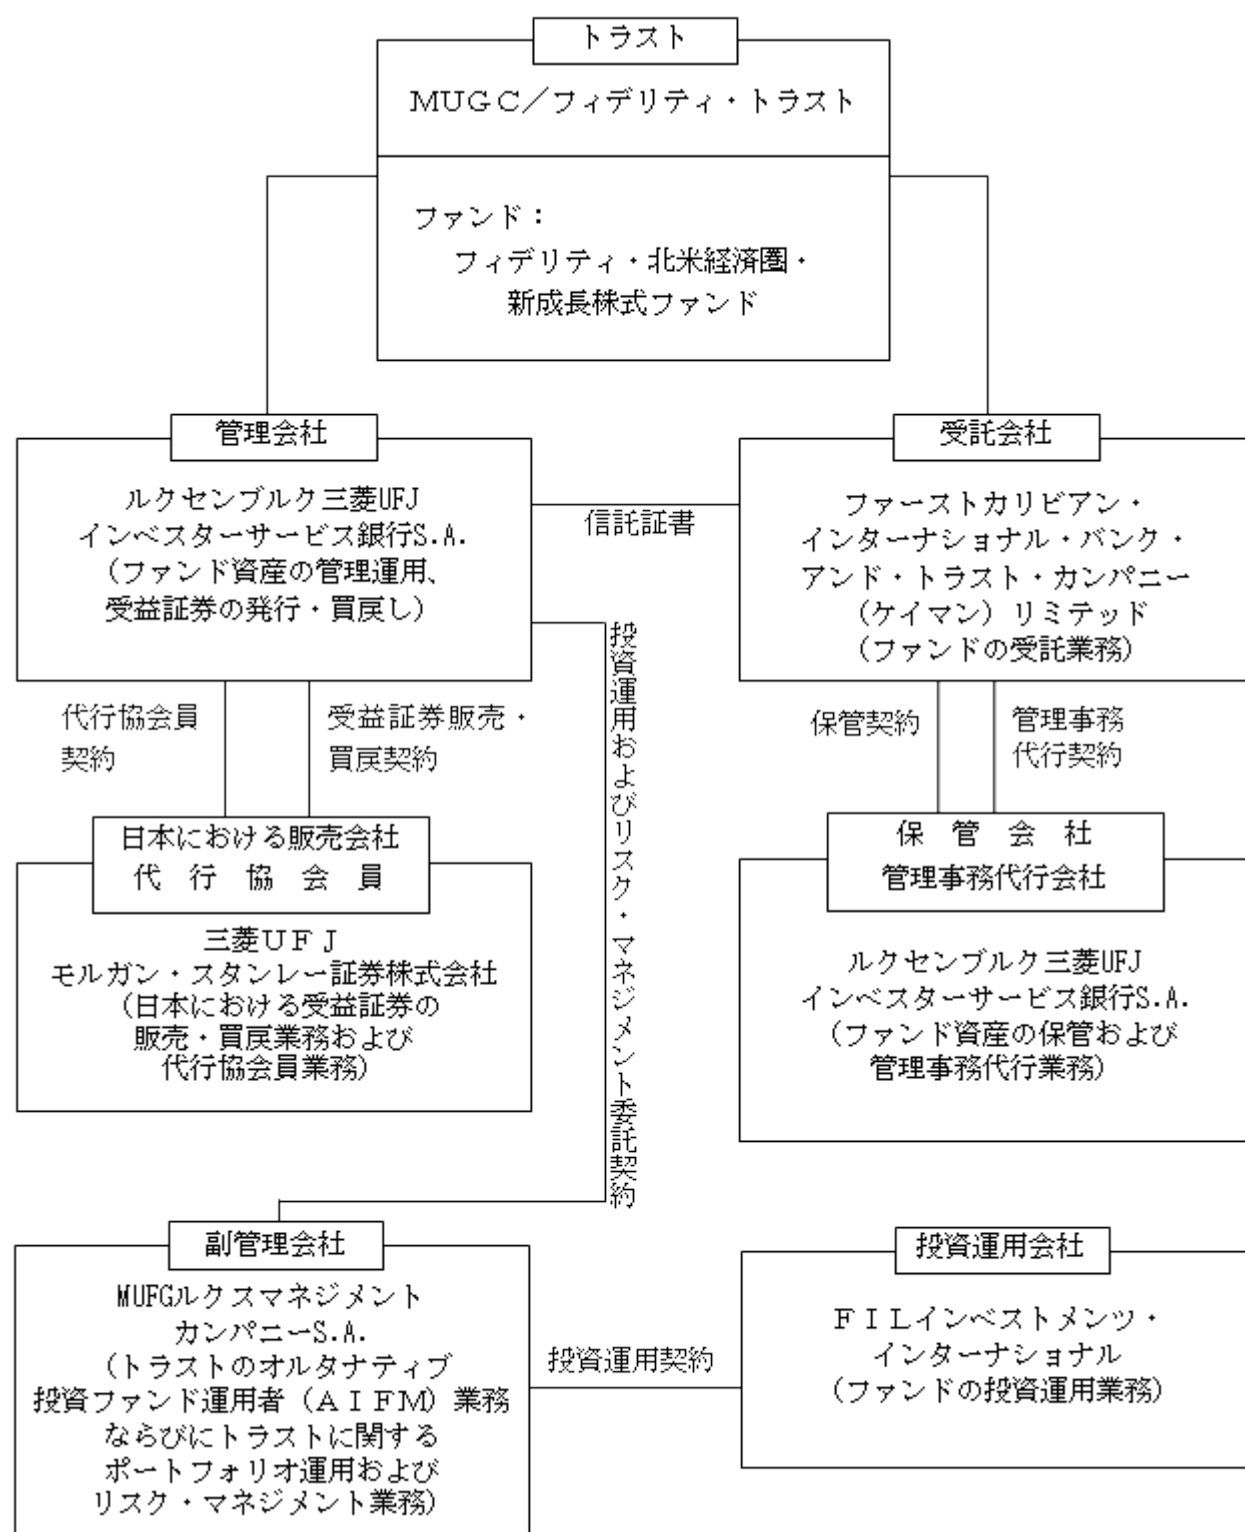 トラスト
MUGC／フィデリティ・トラスト
ファンド：
フィデリティ・北米経済圏・
新成長株式ファンド
管理会社
ルクセンブルク三菱UFJ
インベスターサービス銀行S.A.
（ファンド資産の管理運用、
受益証券の発行・買戻し）
信託証書
受託会社
ファーストカリビアン・
インターナショナル・バンク・
アンド・トラスト・カンパニー
（ケイマン）リミテッド
（ファンドの受託業務）
代行協会員
契約
受益証券販売・
買戻契約
投資運用およびリスク・マネジメント委託契約
保管契約
管理事務
代行契約
日本における販売会社
代　行　協　会　員
三菱ＵＦＪ
モルガン・スタンレー証券株式会社
（日本における受益証券の
販売・買戻業務および
代行協会員業務）
保　管　会　社
管理事務代行会社
ルクセンブルク三菱UFJ
インベスターサービス銀行S.A.
（ファンド資産の保管および
管理事務代行業務）
副管理会社
MUFGルクスマネジメント
カンパニーS.A.
（トラストのオルタナティブ
投資ファンド運用者（ＡＩＦＭ）業務
ならびにトラストに関する
ポートフォリオ運用および
リスク・マネジメント業務）
投資運用契約
投資運用会社
ＦＩＬインベストメンツ・
インターナショナル
（ファンドの投資運用業務）